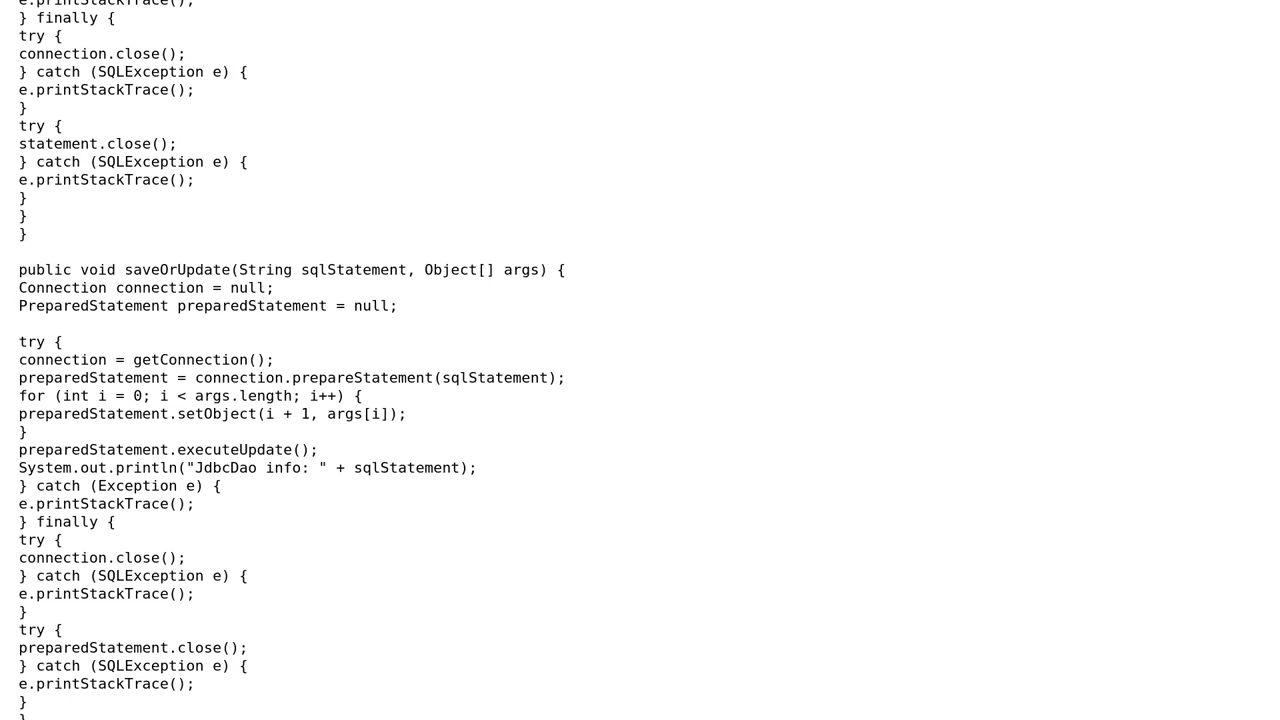 e.printStackTrace();
} finally {
try {
connection.close();
} catch (SQLException e) {
e.printStackTrace();
}
try {
statement.close();
} catch (SQLException e) {
e.printStackTrace();
}
}
}

public void saveOrUpdate(String sqlStatement, Object[] args) {
Connection connection = null;
PreparedStatement preparedStatement = null;

try {
connection = getConnection();
preparedStatement = connection.prepareStatement(sqlStatement);
for (int i = 0; i < args.length; i++) {
preparedStatement.setObject(i + 1, args[i]);
}
preparedStatement.executeUpdate();
System.out.println("JdbcDao info: " + sqlStatement);
} catch (Exception e) {
e.printStackTrace();
} finally {
try {
connection.close();
} catch (SQLException e) {
e.printStackTrace();
}
try {
preparedStatement.close();
} catch (SQLException e) {
e.printStackTrace();
}
}